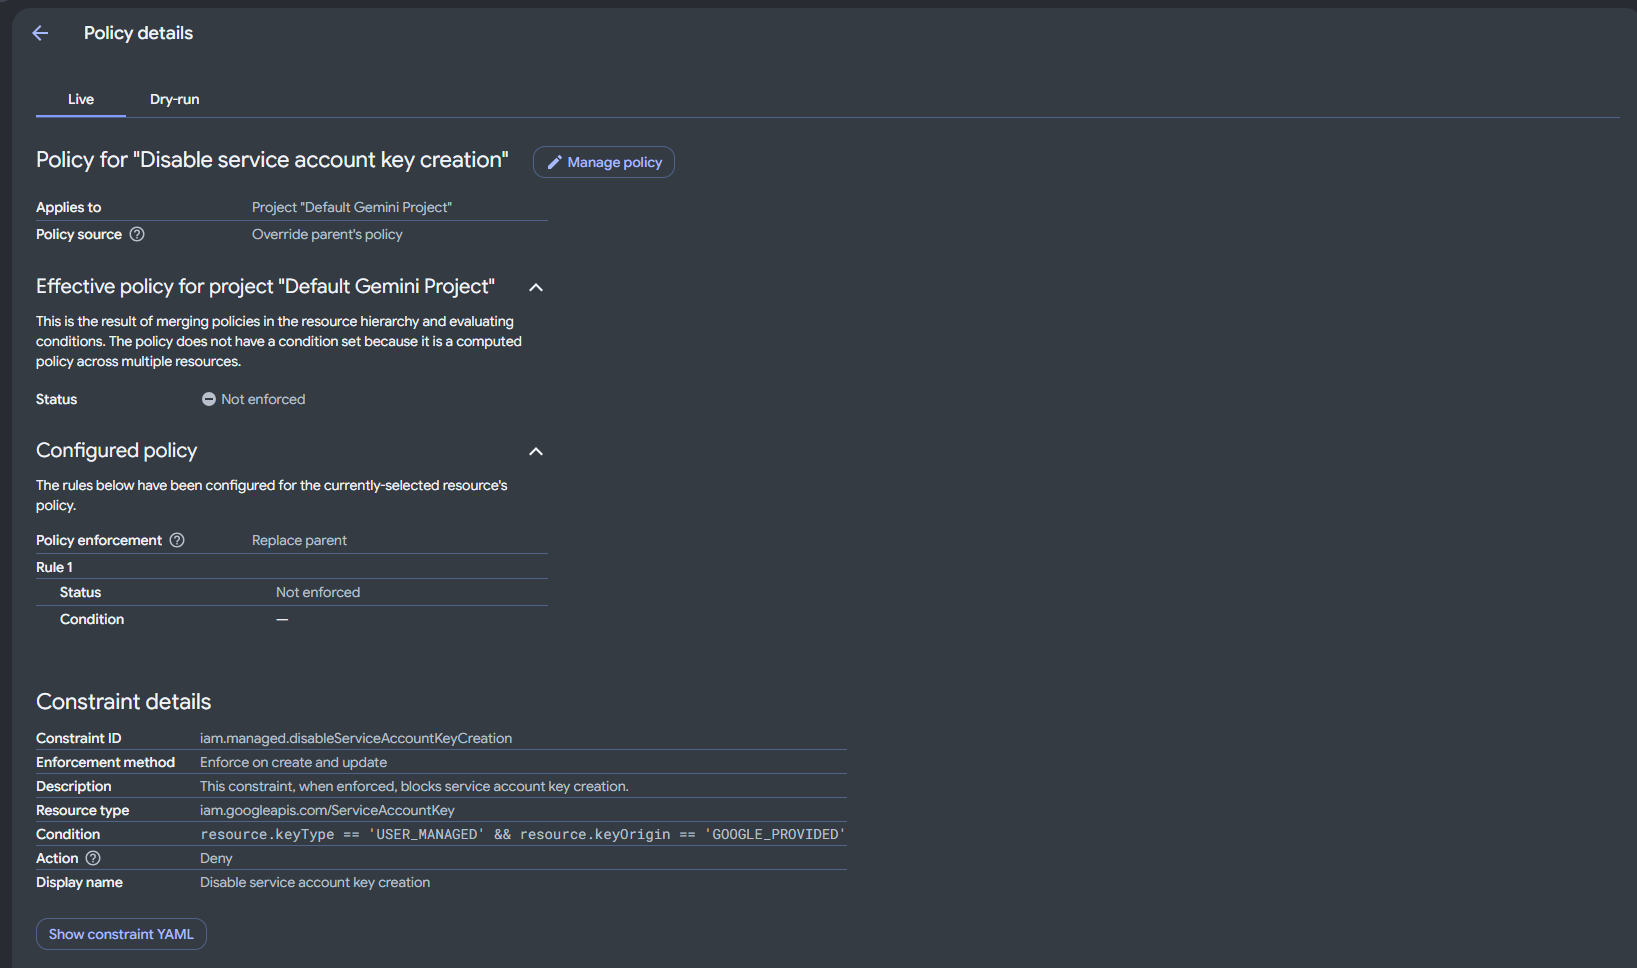 Policy details
Live Dry-run
Policy for "Disable service account key creation" Manage policy
Applies to Project "Default Gemini Project"
Policy source Override parent's policy
Effective policy for project "Default Gemini Project"
This is the result of merging policies in the resource hierarchy and evaluating
conditions. The policy does not have a condition set because it is a computed
policy across multiple resources.
Status Not enforced
Configured policy
The rules below have been configured for the currently-selected resource's
policy.
Policy enforcement Replace parent
Rule 1
Status Not enforced
Condition —
Constraint details
Constraint ID iam.managed.disableServiceAccountKeyCreation
Enforcement method Enforce on create and update
Description This constraint, when enforced, blocks service account key creation.
Resource type iam.googleapis.com/ServiceAccountKey
Condition resource.keyType == 'USER_MANAGED' && resource.keyOrigin == 'GOOGLE_PROVIDED'
Action Deny
Display name Disable service account key creation
Show constraint YAML